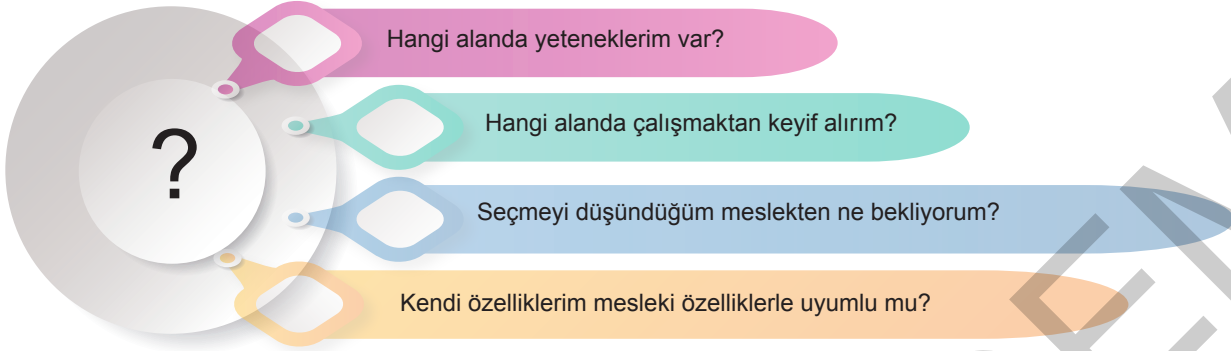 Hangi alanda yeteneklerim var?
Hangi alanda çalışmaktan keyif alırım?
?
Seçmeyi düşündüğüm meslekten ne bekliyorum?
Kendi özelliklerim mesleki özelliklerle uyumlu mu?